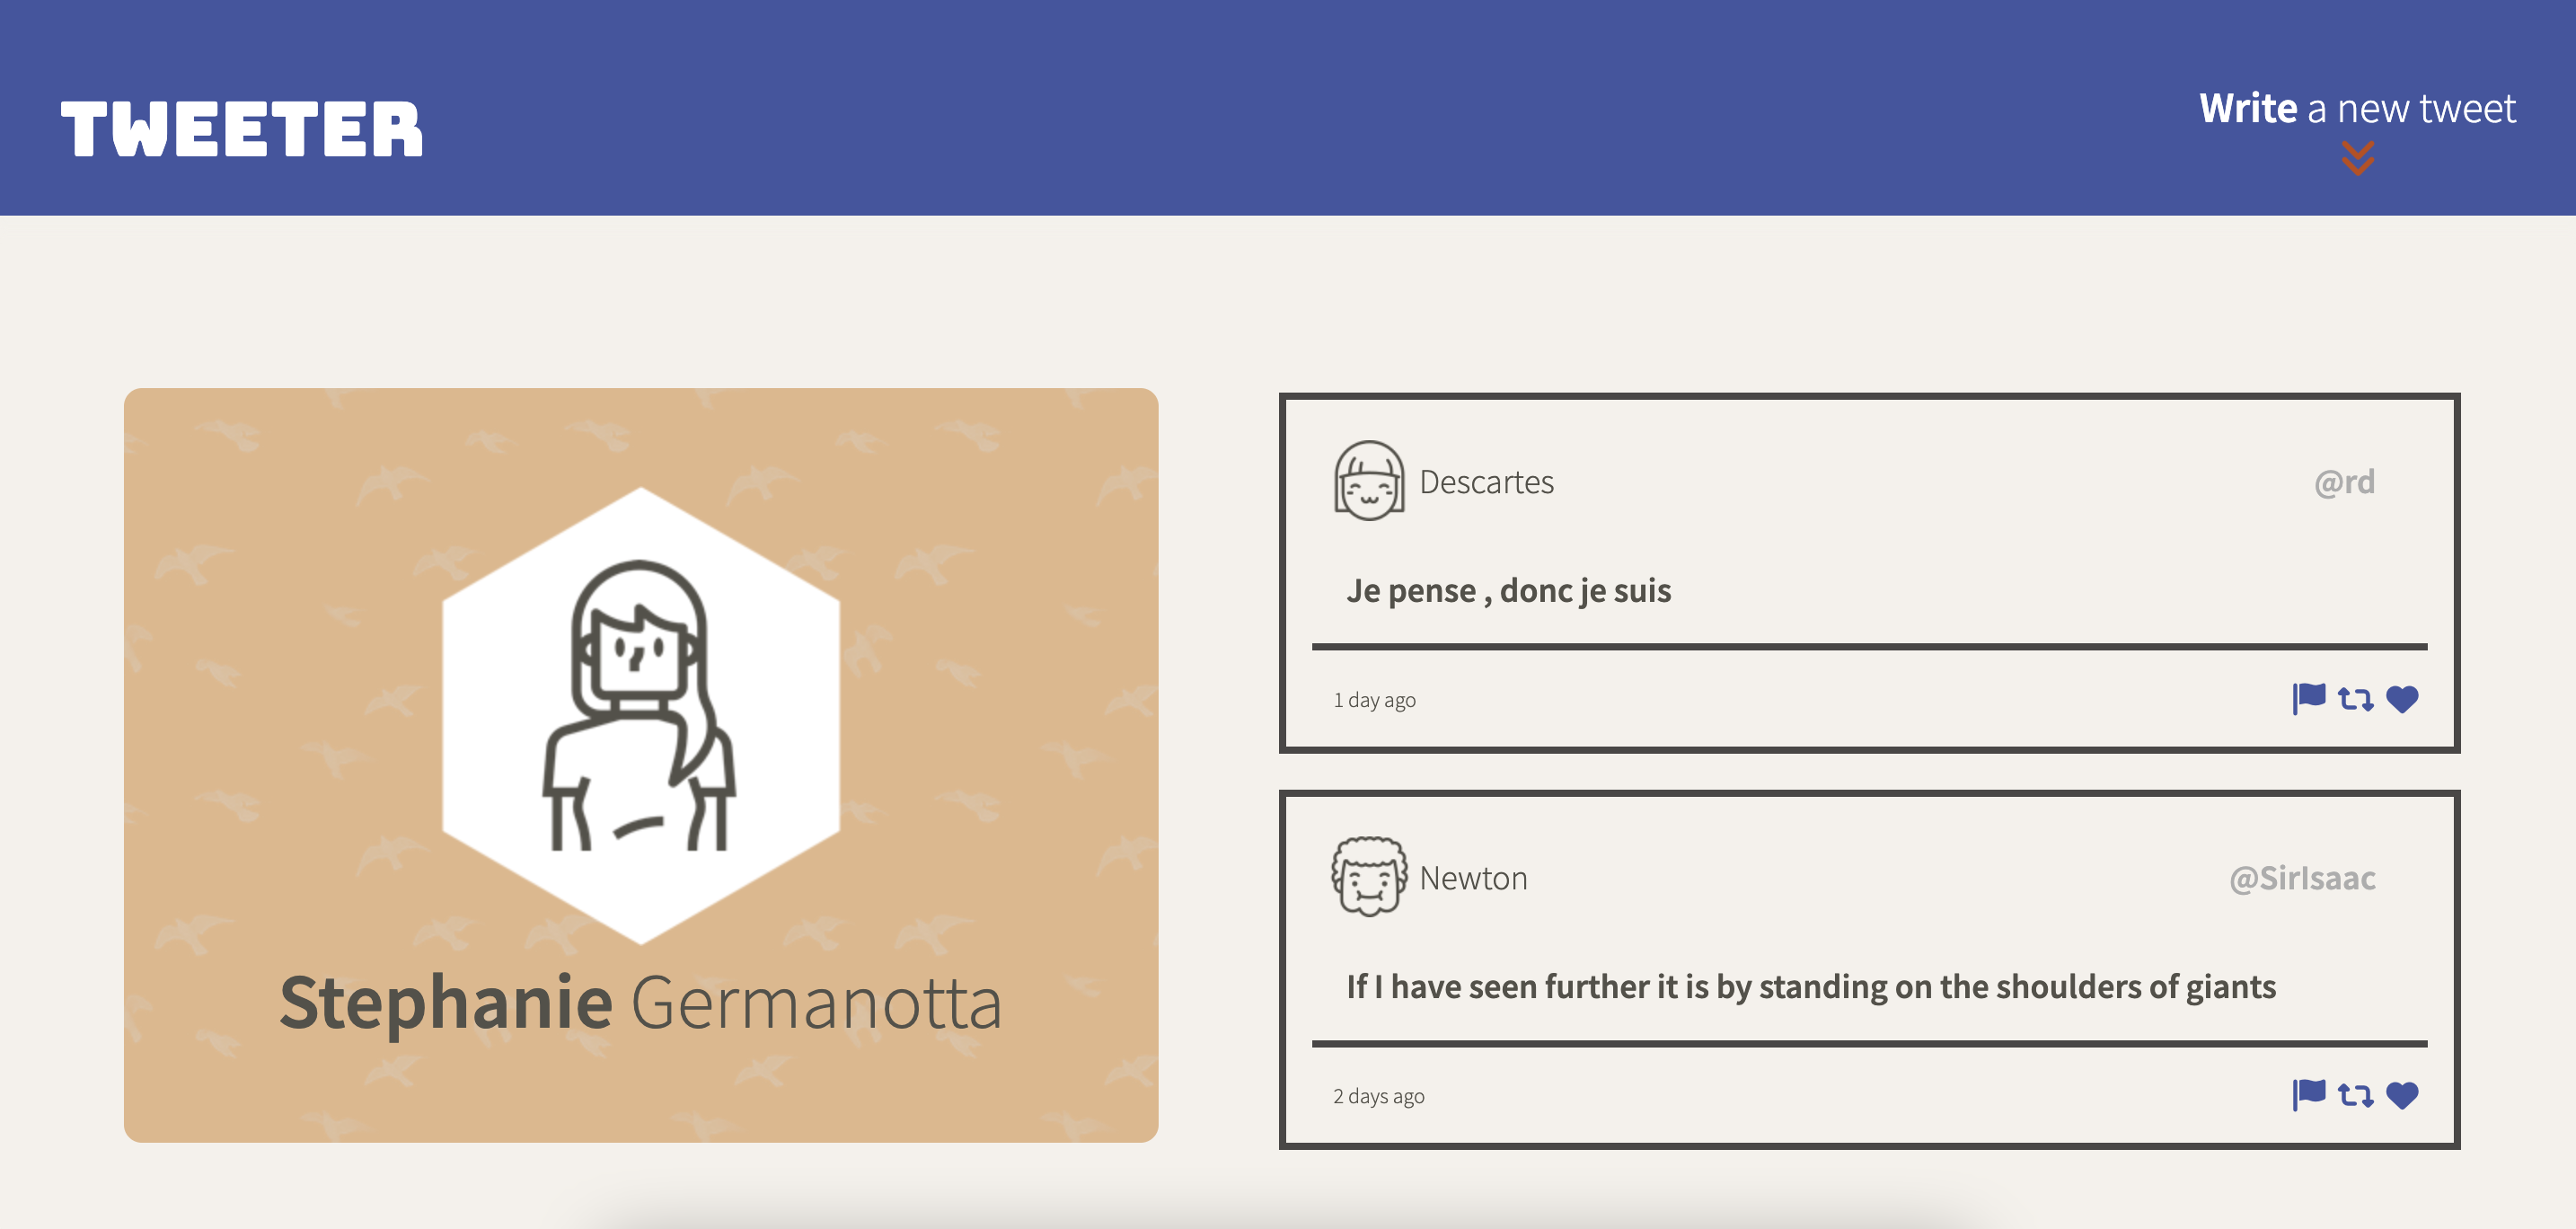 TWEETER
Write a new tweet
Stephanie Germanotta
Descartes
@rd
Je pense , donc je suis
1 day ago
Newton
@SirIsaac
If I have seen further it is by standing on the shoulders of giants
2 days ago